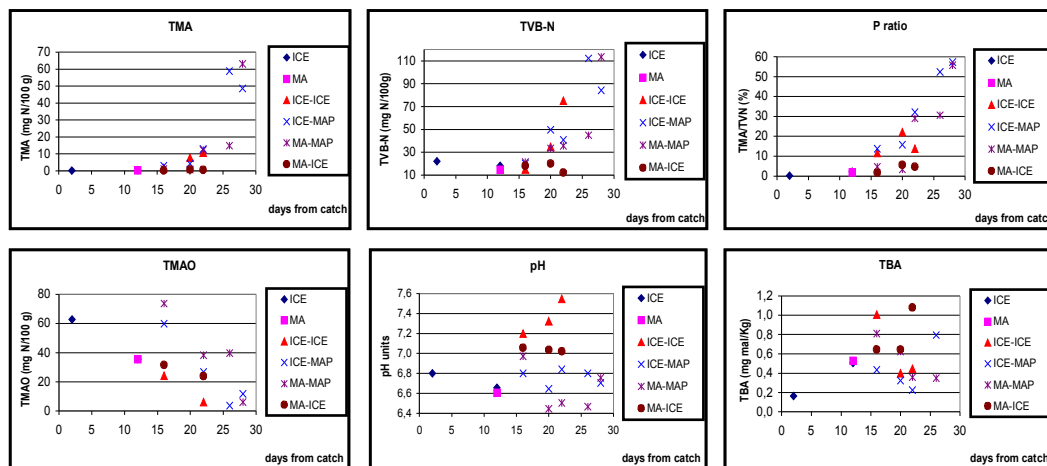 TMA
TMA (mg N/100 g)
70
60
50
40
30
20
10
0
0 5 10 15 20 25 30
days from catch
ICE
MA
ICE-ICE
ICE-MAP
MA-MAP
MA-ICE
TVB-N
TVB-N (mg N/100g)
110
90
70
50
30
10
0 5 10 15 20 25 30
days from catch
ICE
MA
ICE-ICE
ICE-MAP
MA-MAP
MA-ICE
P ratio
TMA/TVN (%)
60
50
40
30
20
10
0
0 5 10 15 20 25 30
days from catch
ICE
MA
ICE-ICE
ICE-MAP
MA-MAP
MA-ICE
TMAO
TMAO (mg N/100 g)
80
60
40
20
0
0 5 10 15 20 25 30
days from catch
ICE
MA
ICE-ICE
ICE-MAP
MA-MAP
MA-ICE
pH
pH units
7,6
7,4
7,2
7,0
6,8
6,6
6,4
0 5 10 15 20 25 30
days from catch
ICE
MA
ICE-ICE
ICE-MAP
MA-MAP
MA-ICE
TBA
TBA (mg mal/Kg)
1,2
1,0
0,8
0,6
0,4
0,2
0,0
0 5 10 15 20 25 30
days from catch
ICE
MA
ICE-ICE
ICE-MAP
MA-MAP
MA-ICE